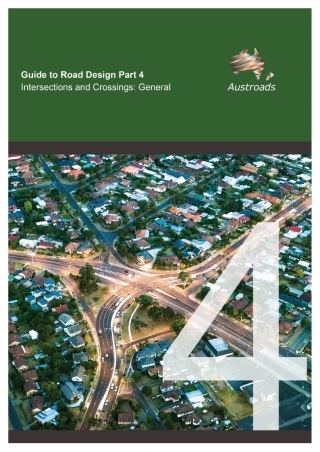 Guide to Road Design Part 4
Intersections and Crossings: General
Austroads
4